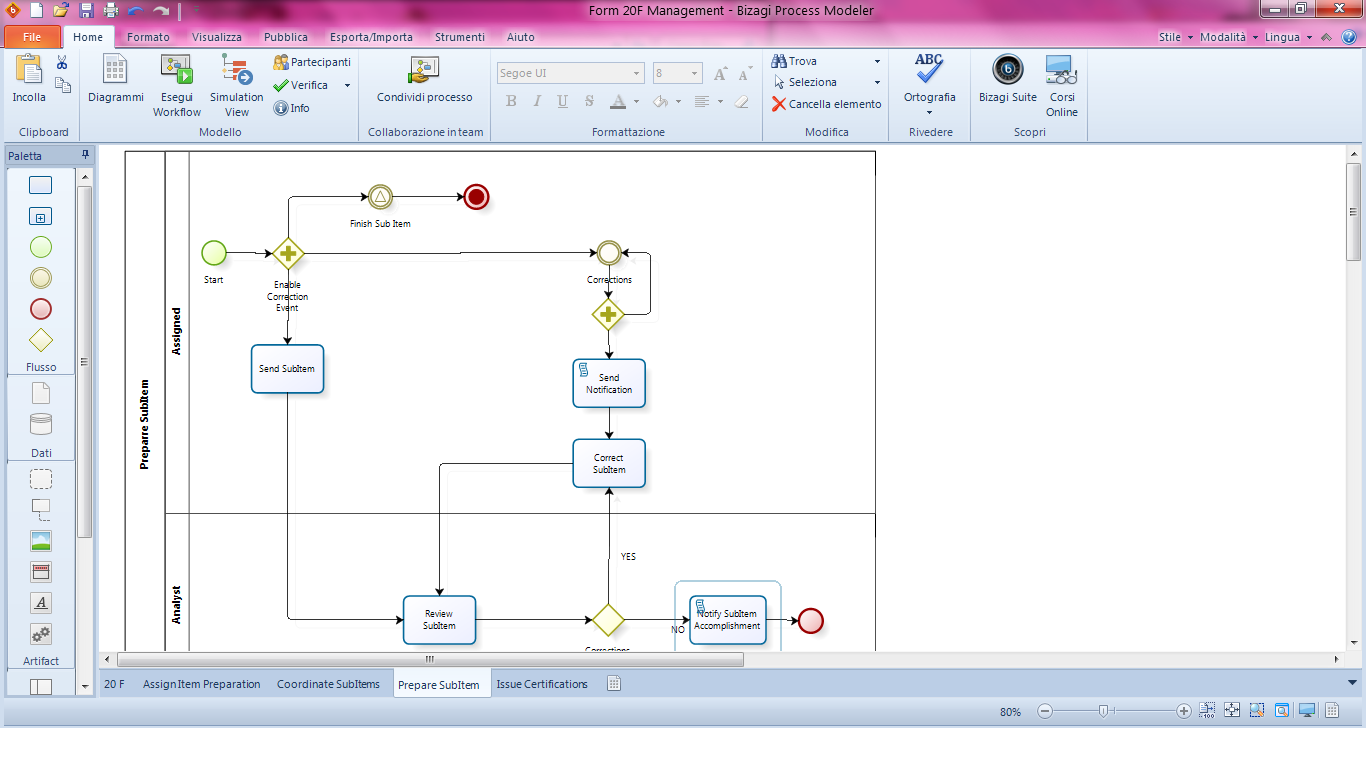 Form 20F Management - Bizagi Process Modeler
File Home Formato Visualizza Pubblica Esporta/Importa Strumenti Aiuto Stile Modalità Lingua
Incolla
Clipboard
Diagrammi
Esegui
Workflow
Simulation
View
Partecipanti
Verifica
Info
Modello
Condividi processo
Collaborazione in team
Segoe UI 8
B I U S A
Formattazione
Trova
Seleziona
Cancella elemento
Modifica
ABC
Ortografia
Rivedere
Bizagi Suite
Corsi
Online
Scopri
Paletta
Flusso
Dati
A
Artifact
Preparre SubItem
Assigned
Analyst
Finish Sub Item
Start
Enable
Correction
Event
Corrections
Send SubItem
Send
Notification
Correct
SubItem
YES
Review
SubItem
NO
Notify SubItem
Accomplishment
Corrections
20 F Assign Item Preparation Coordinate SubItems Prepare SubItem Issue Certifications
80%
100